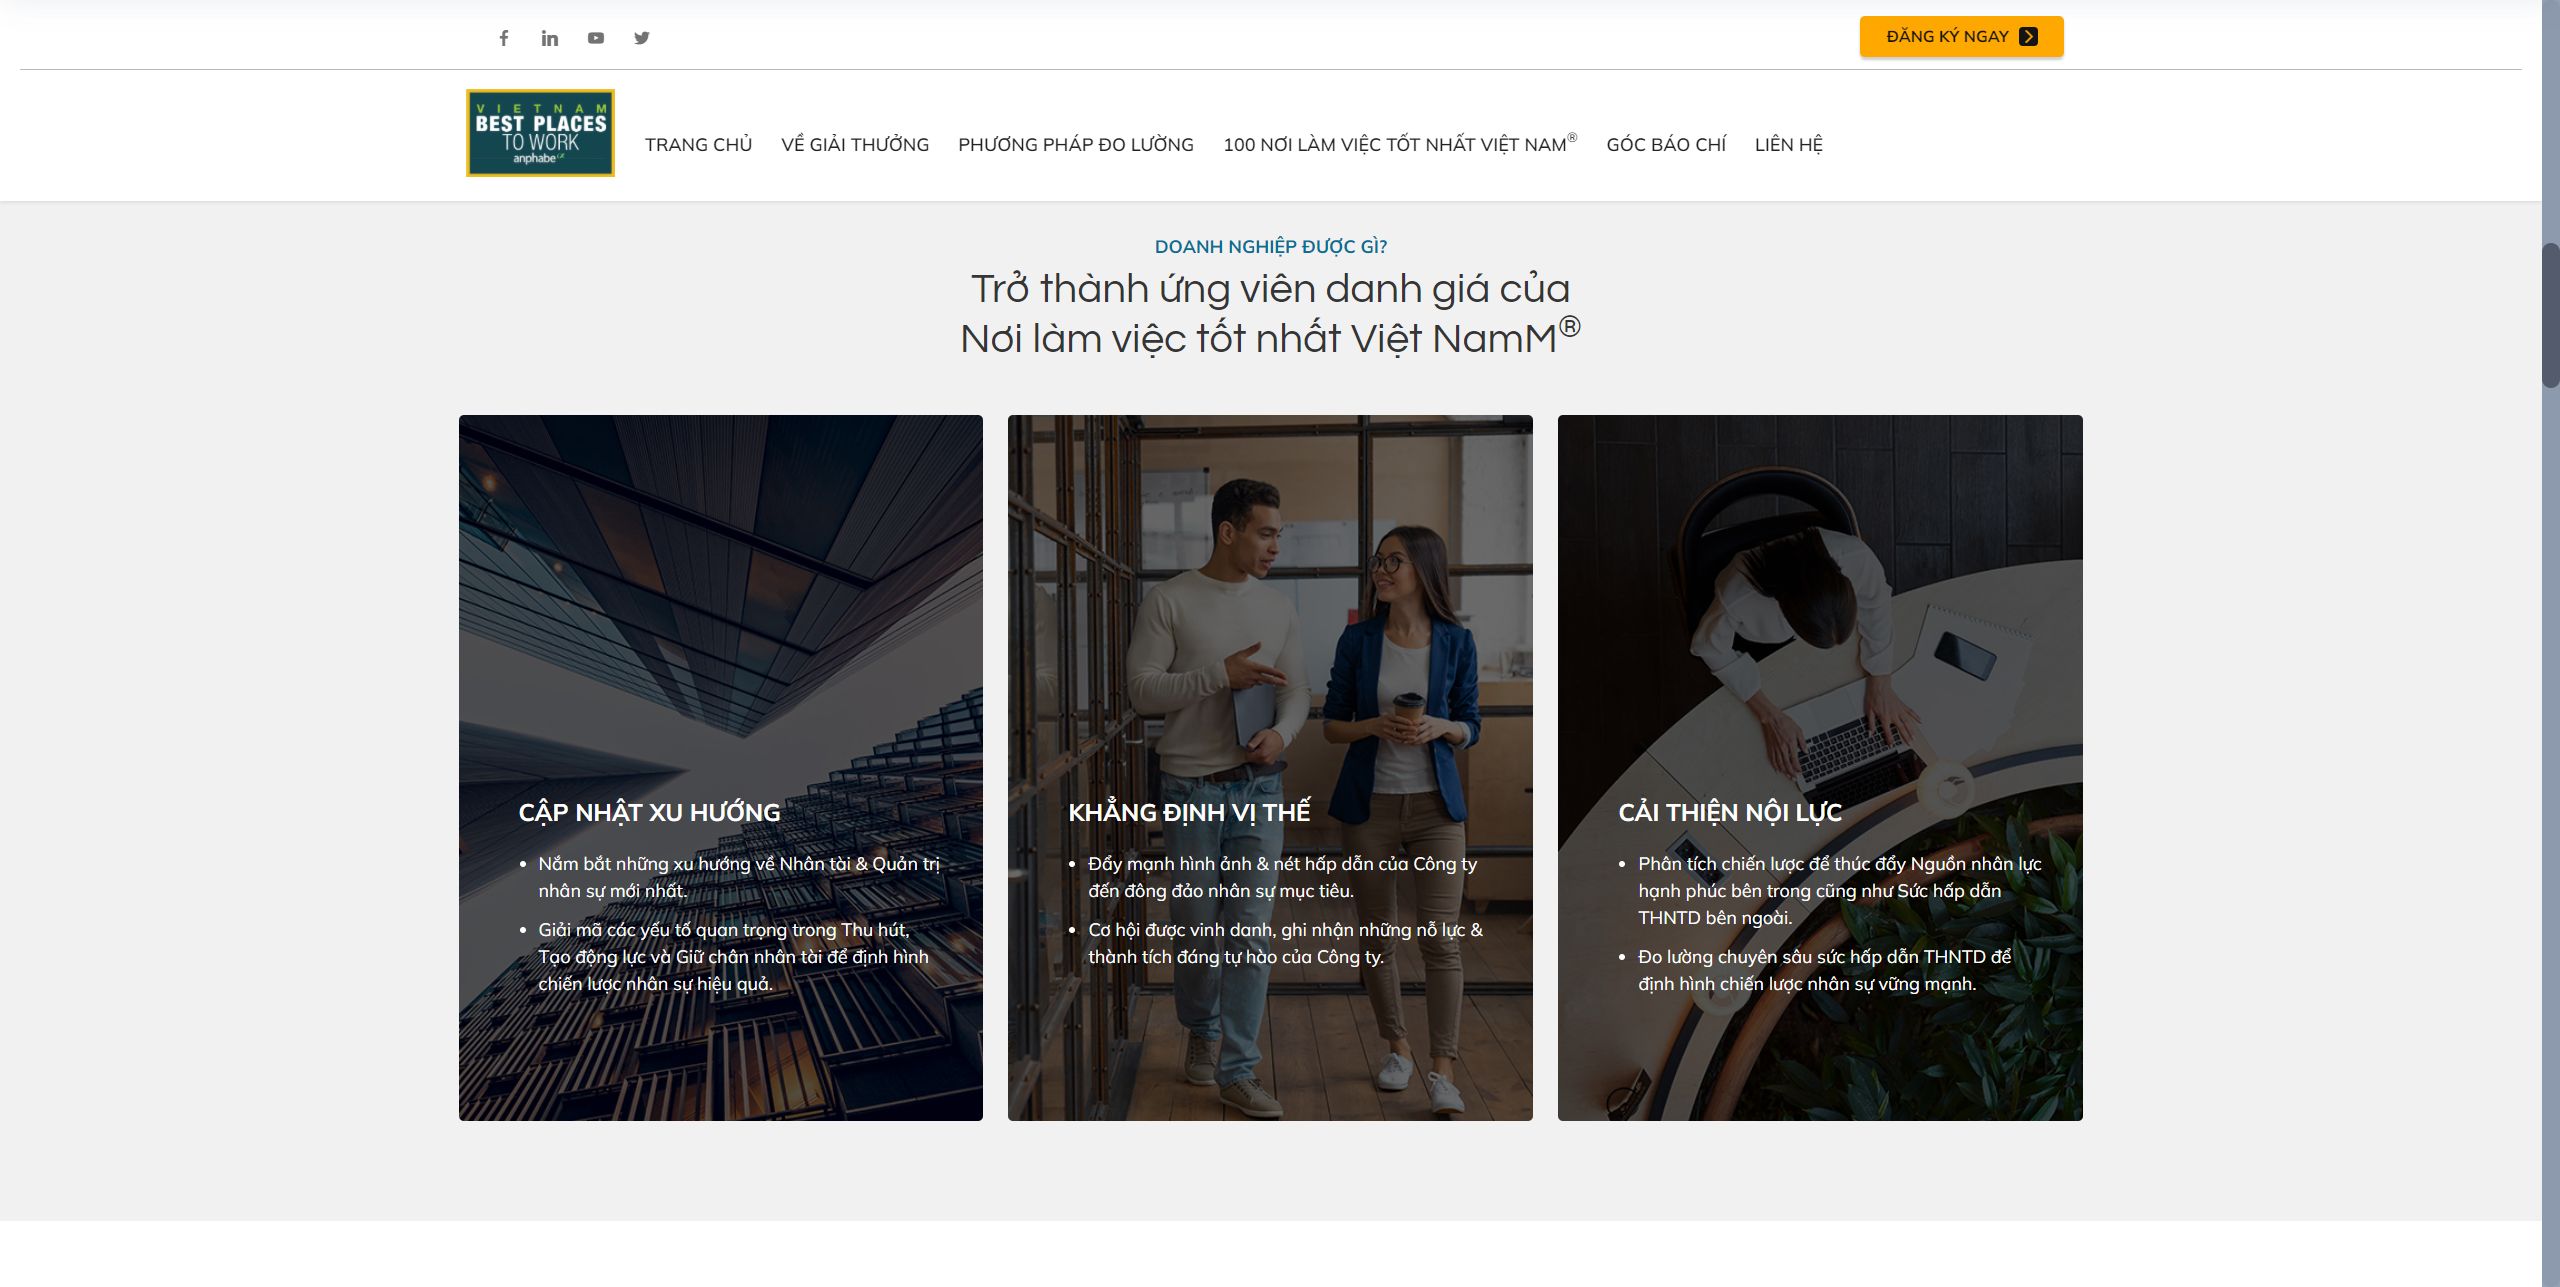 ĐĂNG KÝ NGAY
VIETNAM
BEST PLACES
TO WORK
anphabe
TRANG CHỦ
VỀ GIẢI THƯỞNG
PHƯƠNG PHÁP ĐO LƯỜNG
100 NƠI LÀM VIỆC TỐT NHẤT VIỆT NAM®
GÓC BÁO CHÍ
LIÊN HỆ
DOANH NGHIỆP ĐƯỢC GÌ?
Trở thành ứng viên danh giá của
Nơi làm việc tốt nhất Việt NamM®
CẬP NHẬT XU HƯỚNG
Nắm bắt những xu hướng về Nhân tài & Quản trị
nhân sự mới nhất.
Giải mã các yếu tố quan trọng trong Thu hút,
Tạo động lực và Giữ chân nhân tài để định hình
chiến lược nhân sự hiệu quả.
KHẲNG ĐỊNH VỊ THẾ
Đẩy mạnh hình ảnh & nét hấp dẫn của Công ty
đến đông đảo nhân sự mục tiêu.
Cơ hội được vinh danh, ghi nhận những nỗ lực &
thành tích đáng tự hào của Công ty.
CẢI THIỆN NỘI LỰC
Phân tích chiến lược để thúc đẩy Nguồn nhân lực
hạnh phúc bên trong cũng như Sức hấp dẫn
THNTD bên ngoài.
Đo lường chuyên sâu sức hấp dẫn THNTD để
định hình chiến lược nhân sự vững mạnh.